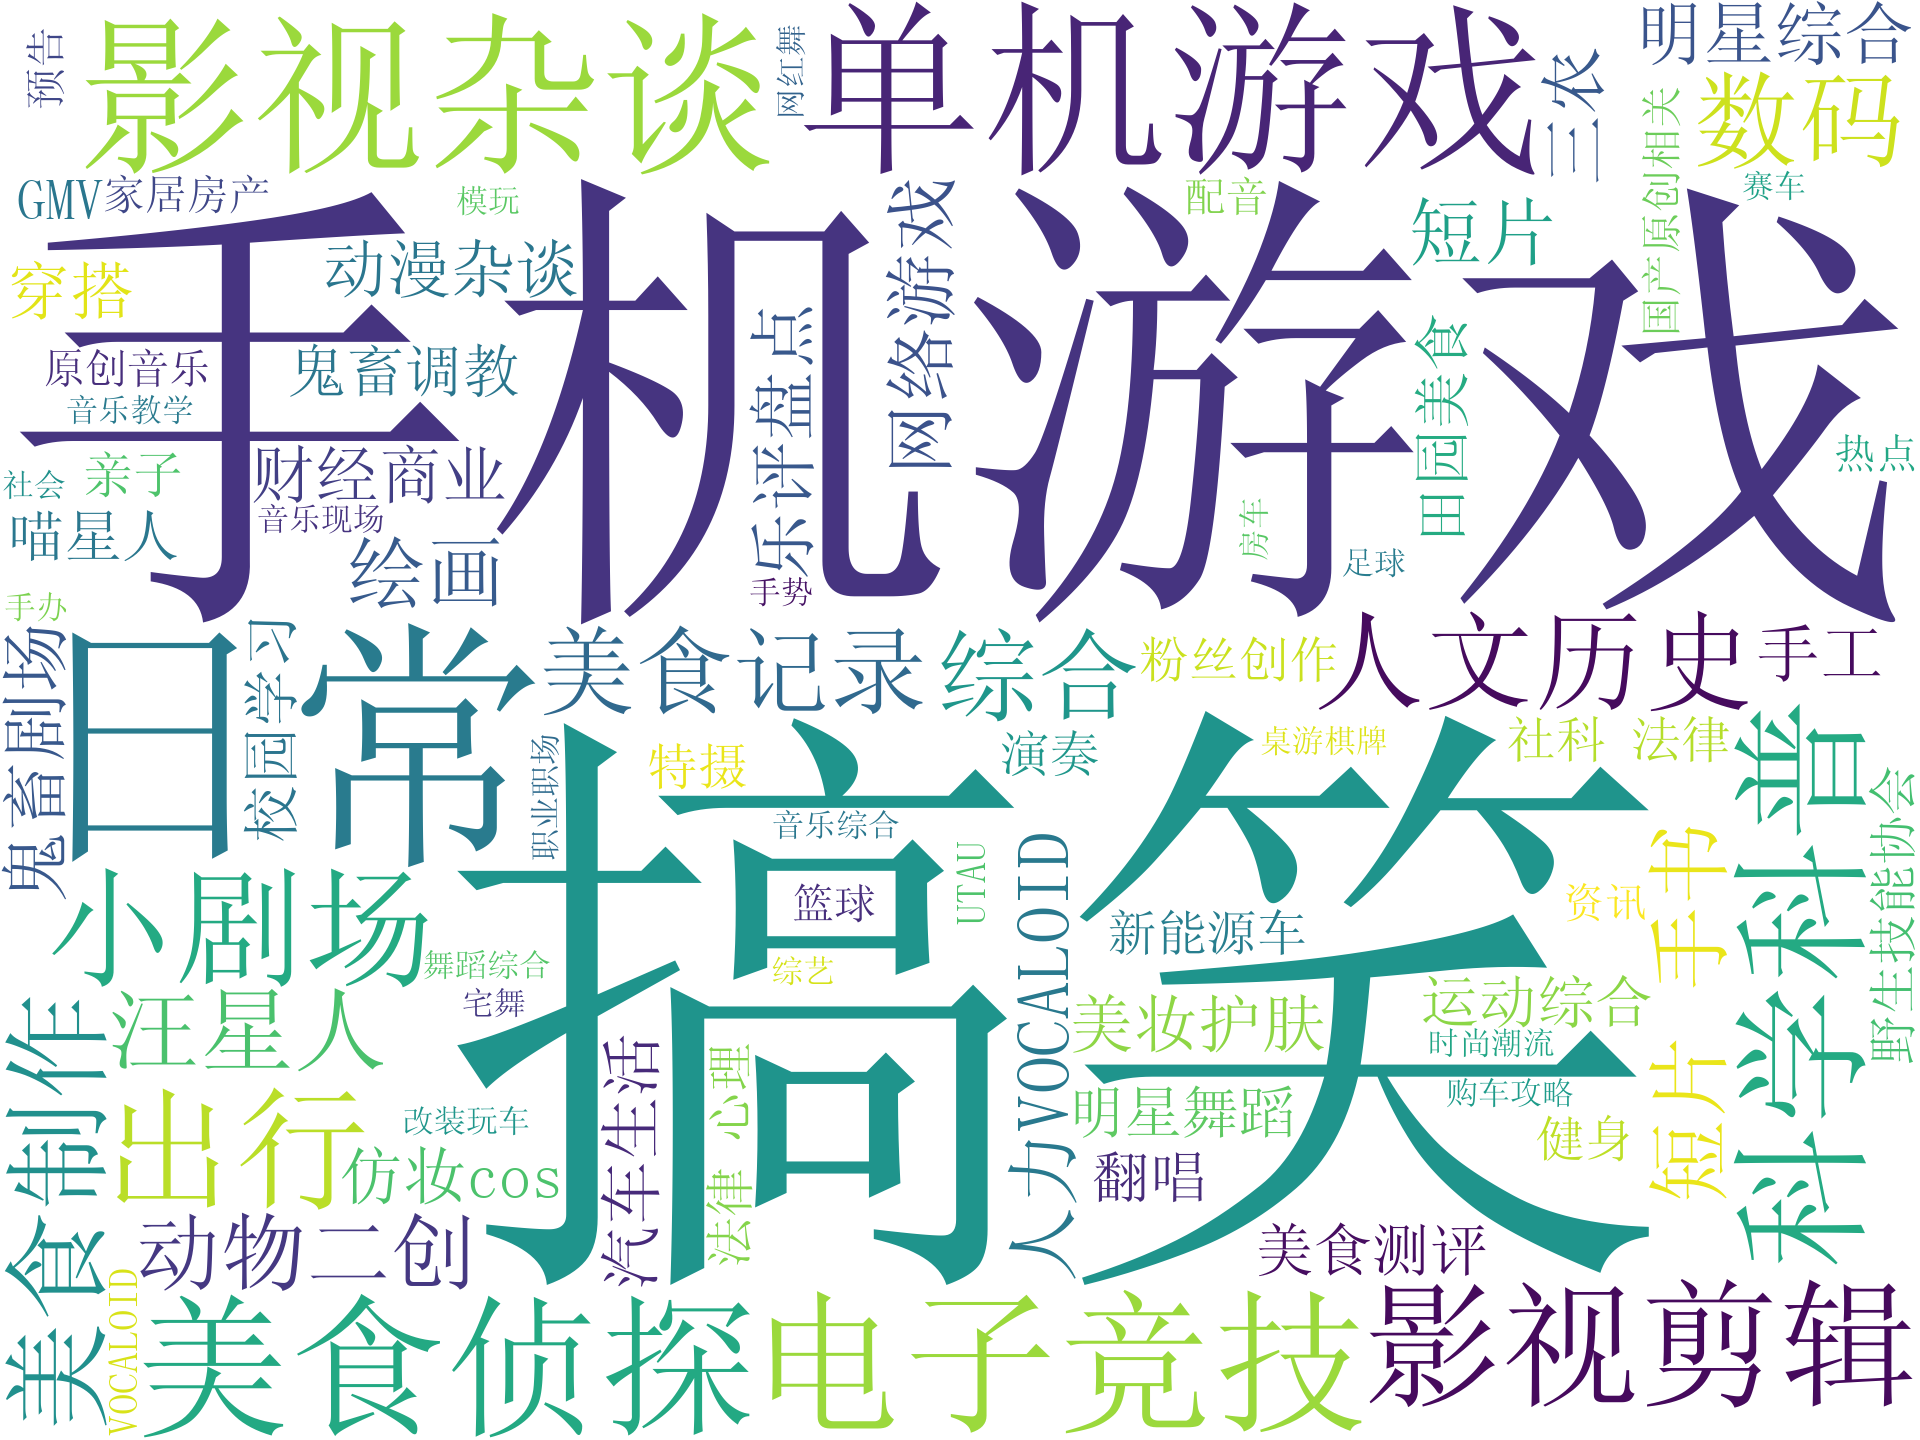 预告
影视杂谈
网红舞
单机游戏
三农
明星综合
数码
国产原创相关
赛车
GMV
家居房产
模玩
手机游戏
配音
短片
穿搭
动漫杂谈
网络游戏
原创音乐
鬼畜调教
乐评盘点
田园美食
音乐教学
热点
社会
亲子
财经商业
音乐现场
喵星人
绘画
房车
足球
手势
手办
鬼畜剧场
日常
校园学习
美食记录
综合
粉丝创作
人文历史
手工
搞笑
特摄
演奏
桌游棋牌
社科 法律 心理
科学科普
职业职场
音乐综合
野生技能协会
手书
UTAU
人力VOCALOID
篮球
资讯
小剧场
新能源车
舞蹈综合
综艺
宅舞
汪星人
美妆护肤
运动综合
时尚潮流
美食制作
出行
改装玩车
汽车生活
明星舞蹈
购车攻略
短片
仿妆cos
翻唱
健身
动物二创
美食测评
VOCALOID
美食侦探
电子竞技
影视剪辑